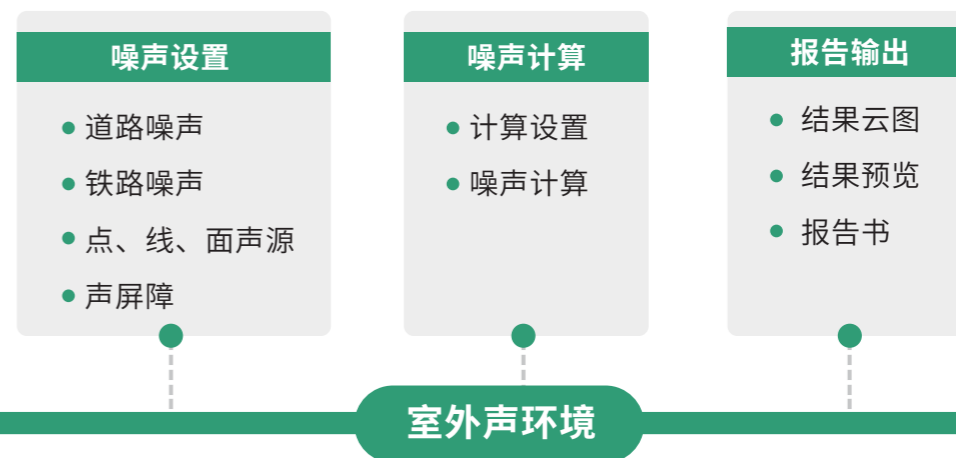 噪声设置
道路噪声
铁路噪声
点、线、面声源
声屏障
噪声计算
计算设置
噪声计算
报告输出
结果云图
结果预览
报告书
室外声环境